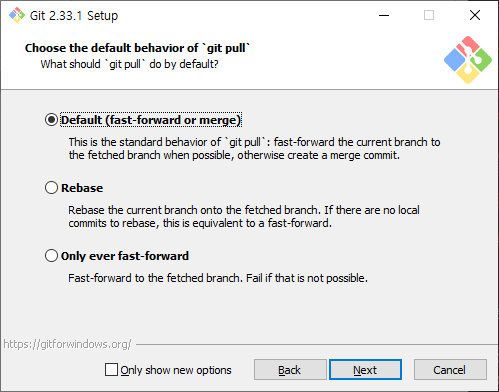 Git 2.33.1 Setup
Choose the default behavior of `git pull`
What should `git pull` do by default?
Default (fast-forward or merge)
This is the standard behavior of `git pull`: fast-forward the current branch to
the fetched branch when possible, otherwise create a merge commit.
Rebase
Rebase the current branch onto the fetched branch. If there are no local
commits to rebase, this is equivalent to a fast-forward.
Only ever fast-forward
Fast-forward to the fetched branch. Fail if that is not possible.
https://gitforwindows.org/
Only show new options Back Next Cancel